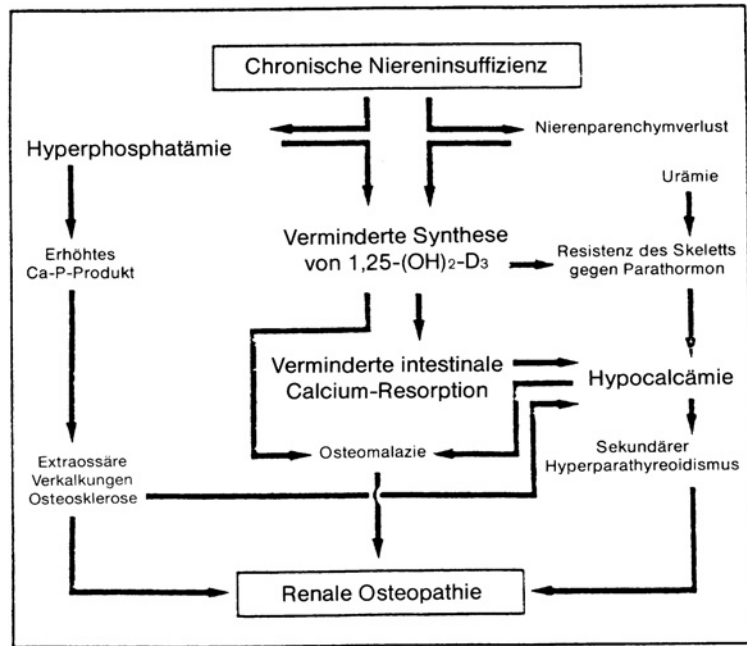 Chronische Niereninsuffizienz
Hyperphosphatämie
Nierenparenchymverlust
Urämie
Erhöhtes
Ca-P-Produkt
Verminderte Synthese
von 1,25-(OH)₂-D₃
Resistenz des Skeletts
gegen Parathormon
Verminderte intestinale
Calcium-Resorption
Hypocalcämie
Extraossäre
Verkalkungen
Osteosklerose
Osteomalazie
Sekundärer
Hyperparathyreoidismus
Renale Osteopathie